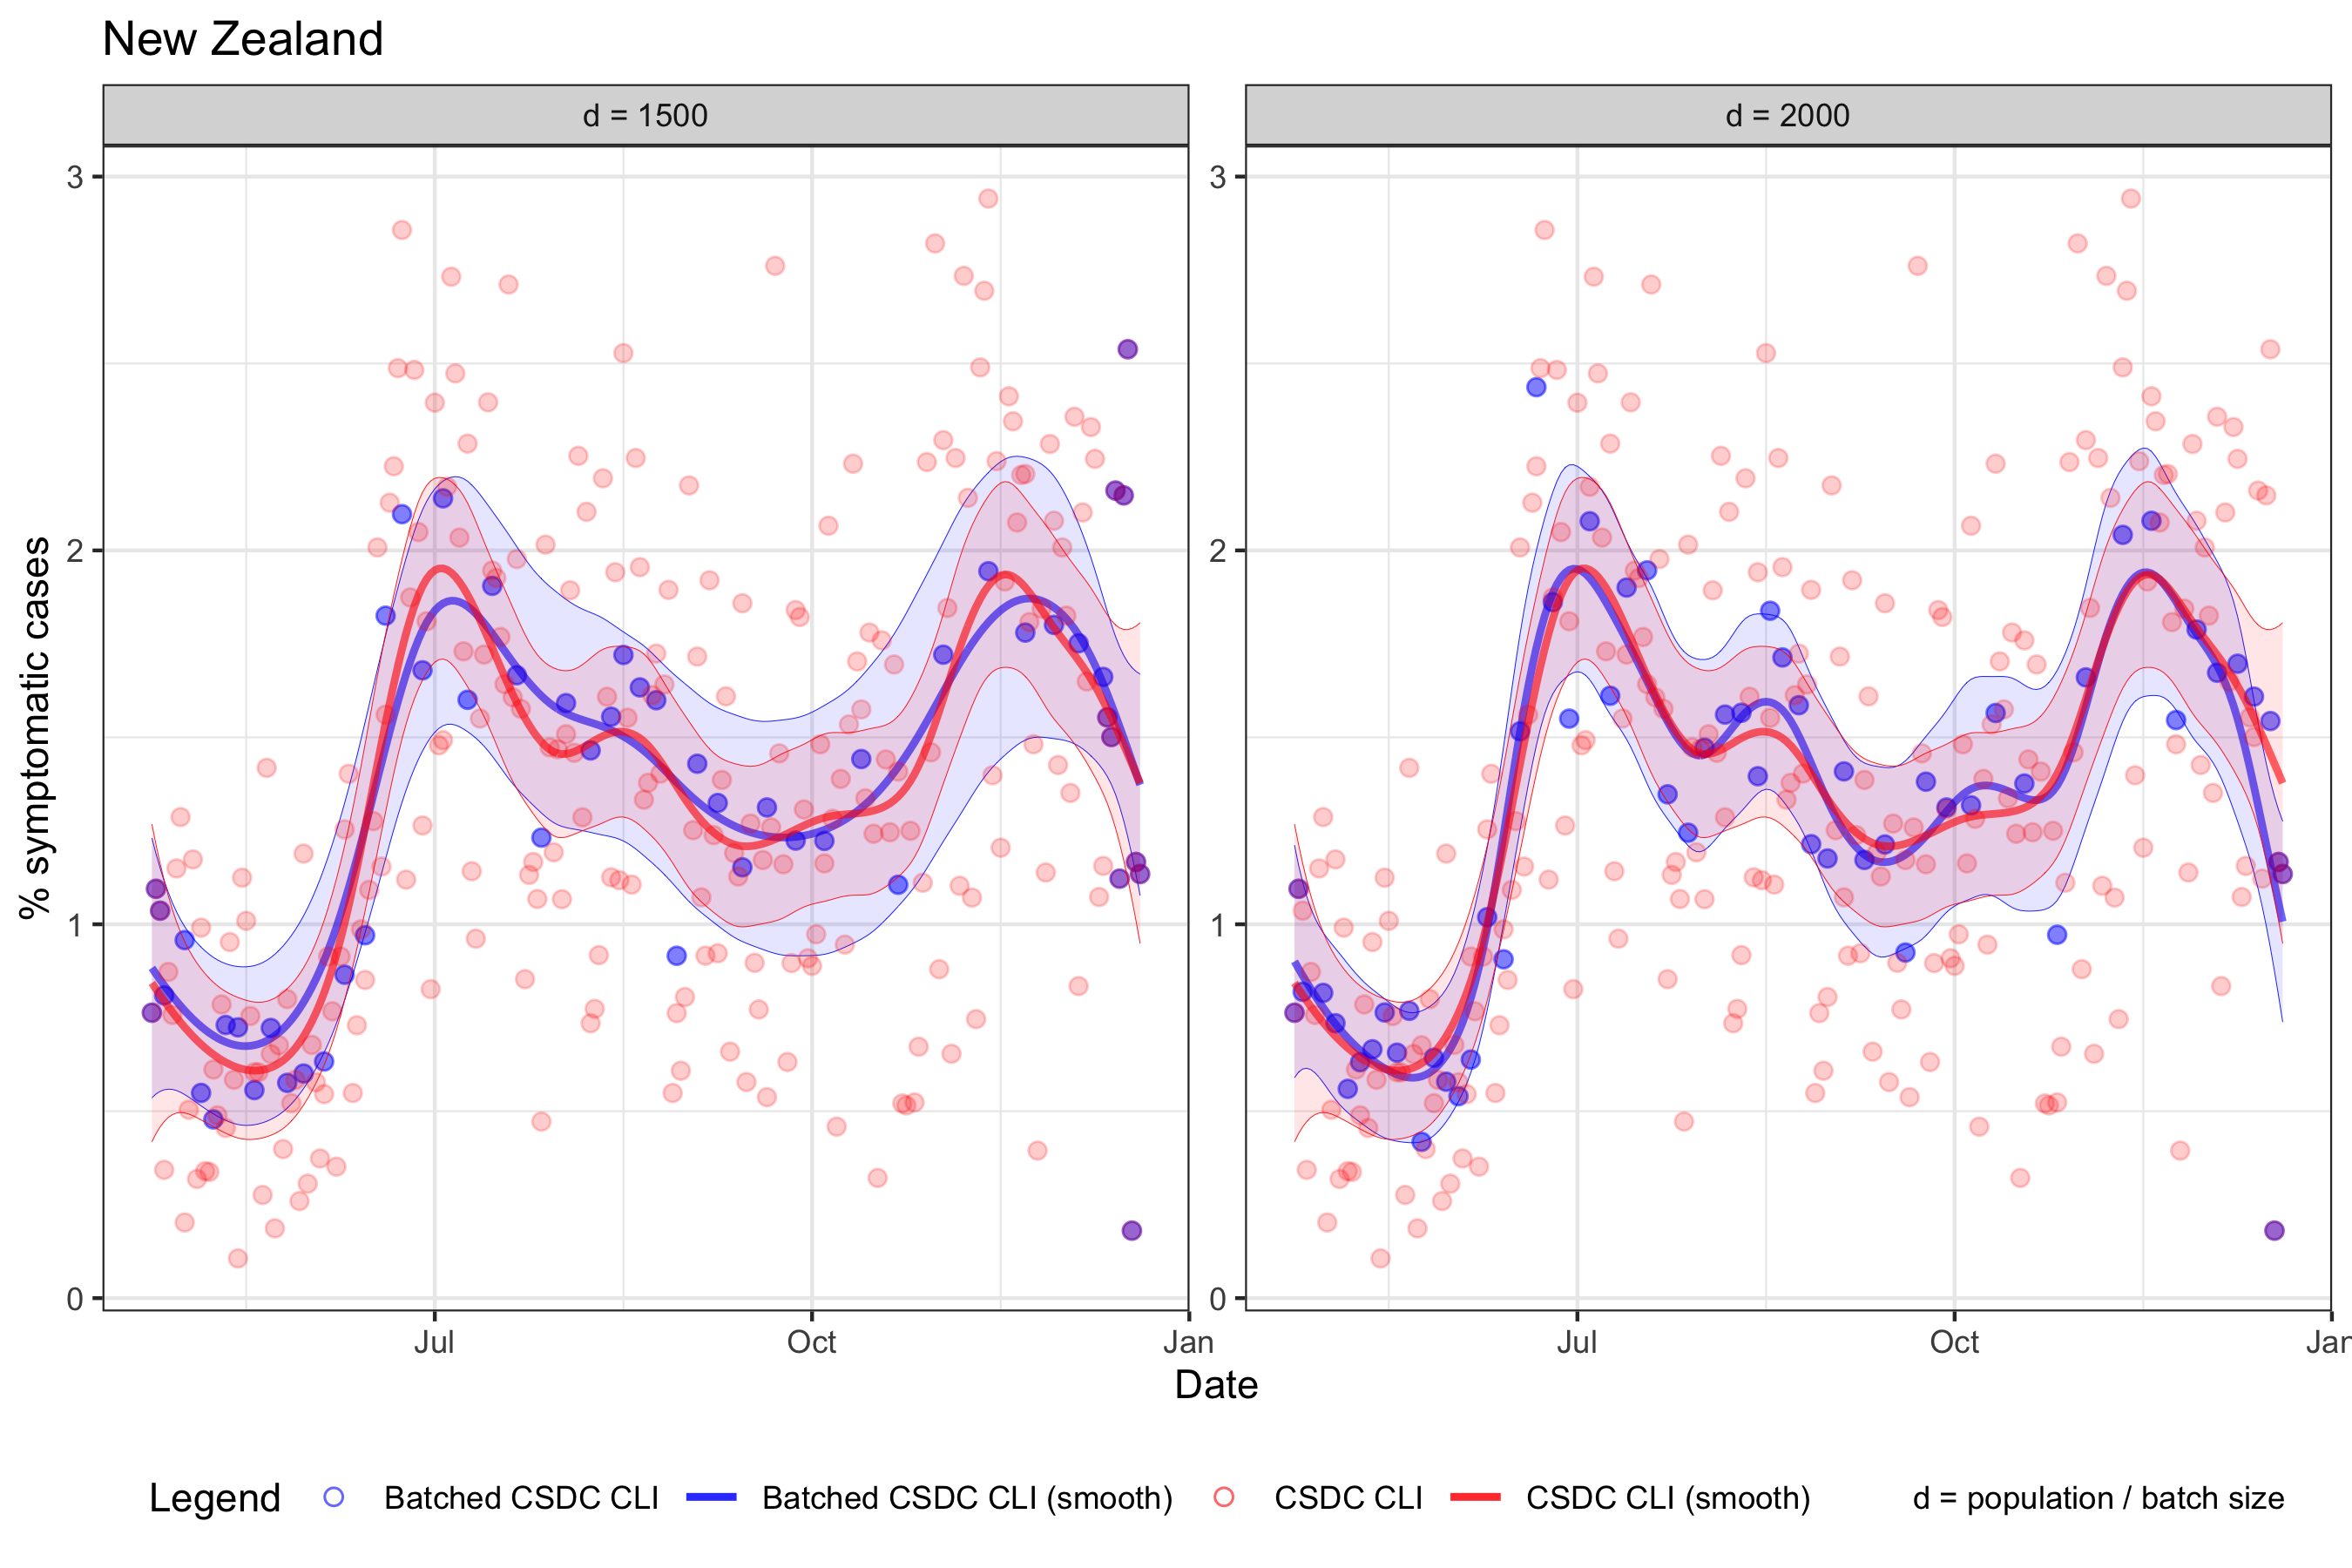 New Zealand
d = 1500
d = 2000
% symptomatic cases
3
2
1
0
3
2
1
0
Jul
Oct
Jan
Jul
Oct
Jan
Date
Legend
Batched CSDC CLI
Batched CSDC CLI (smooth)
CSDC CLI
CSDC CLI (smooth)
d = population / batch size